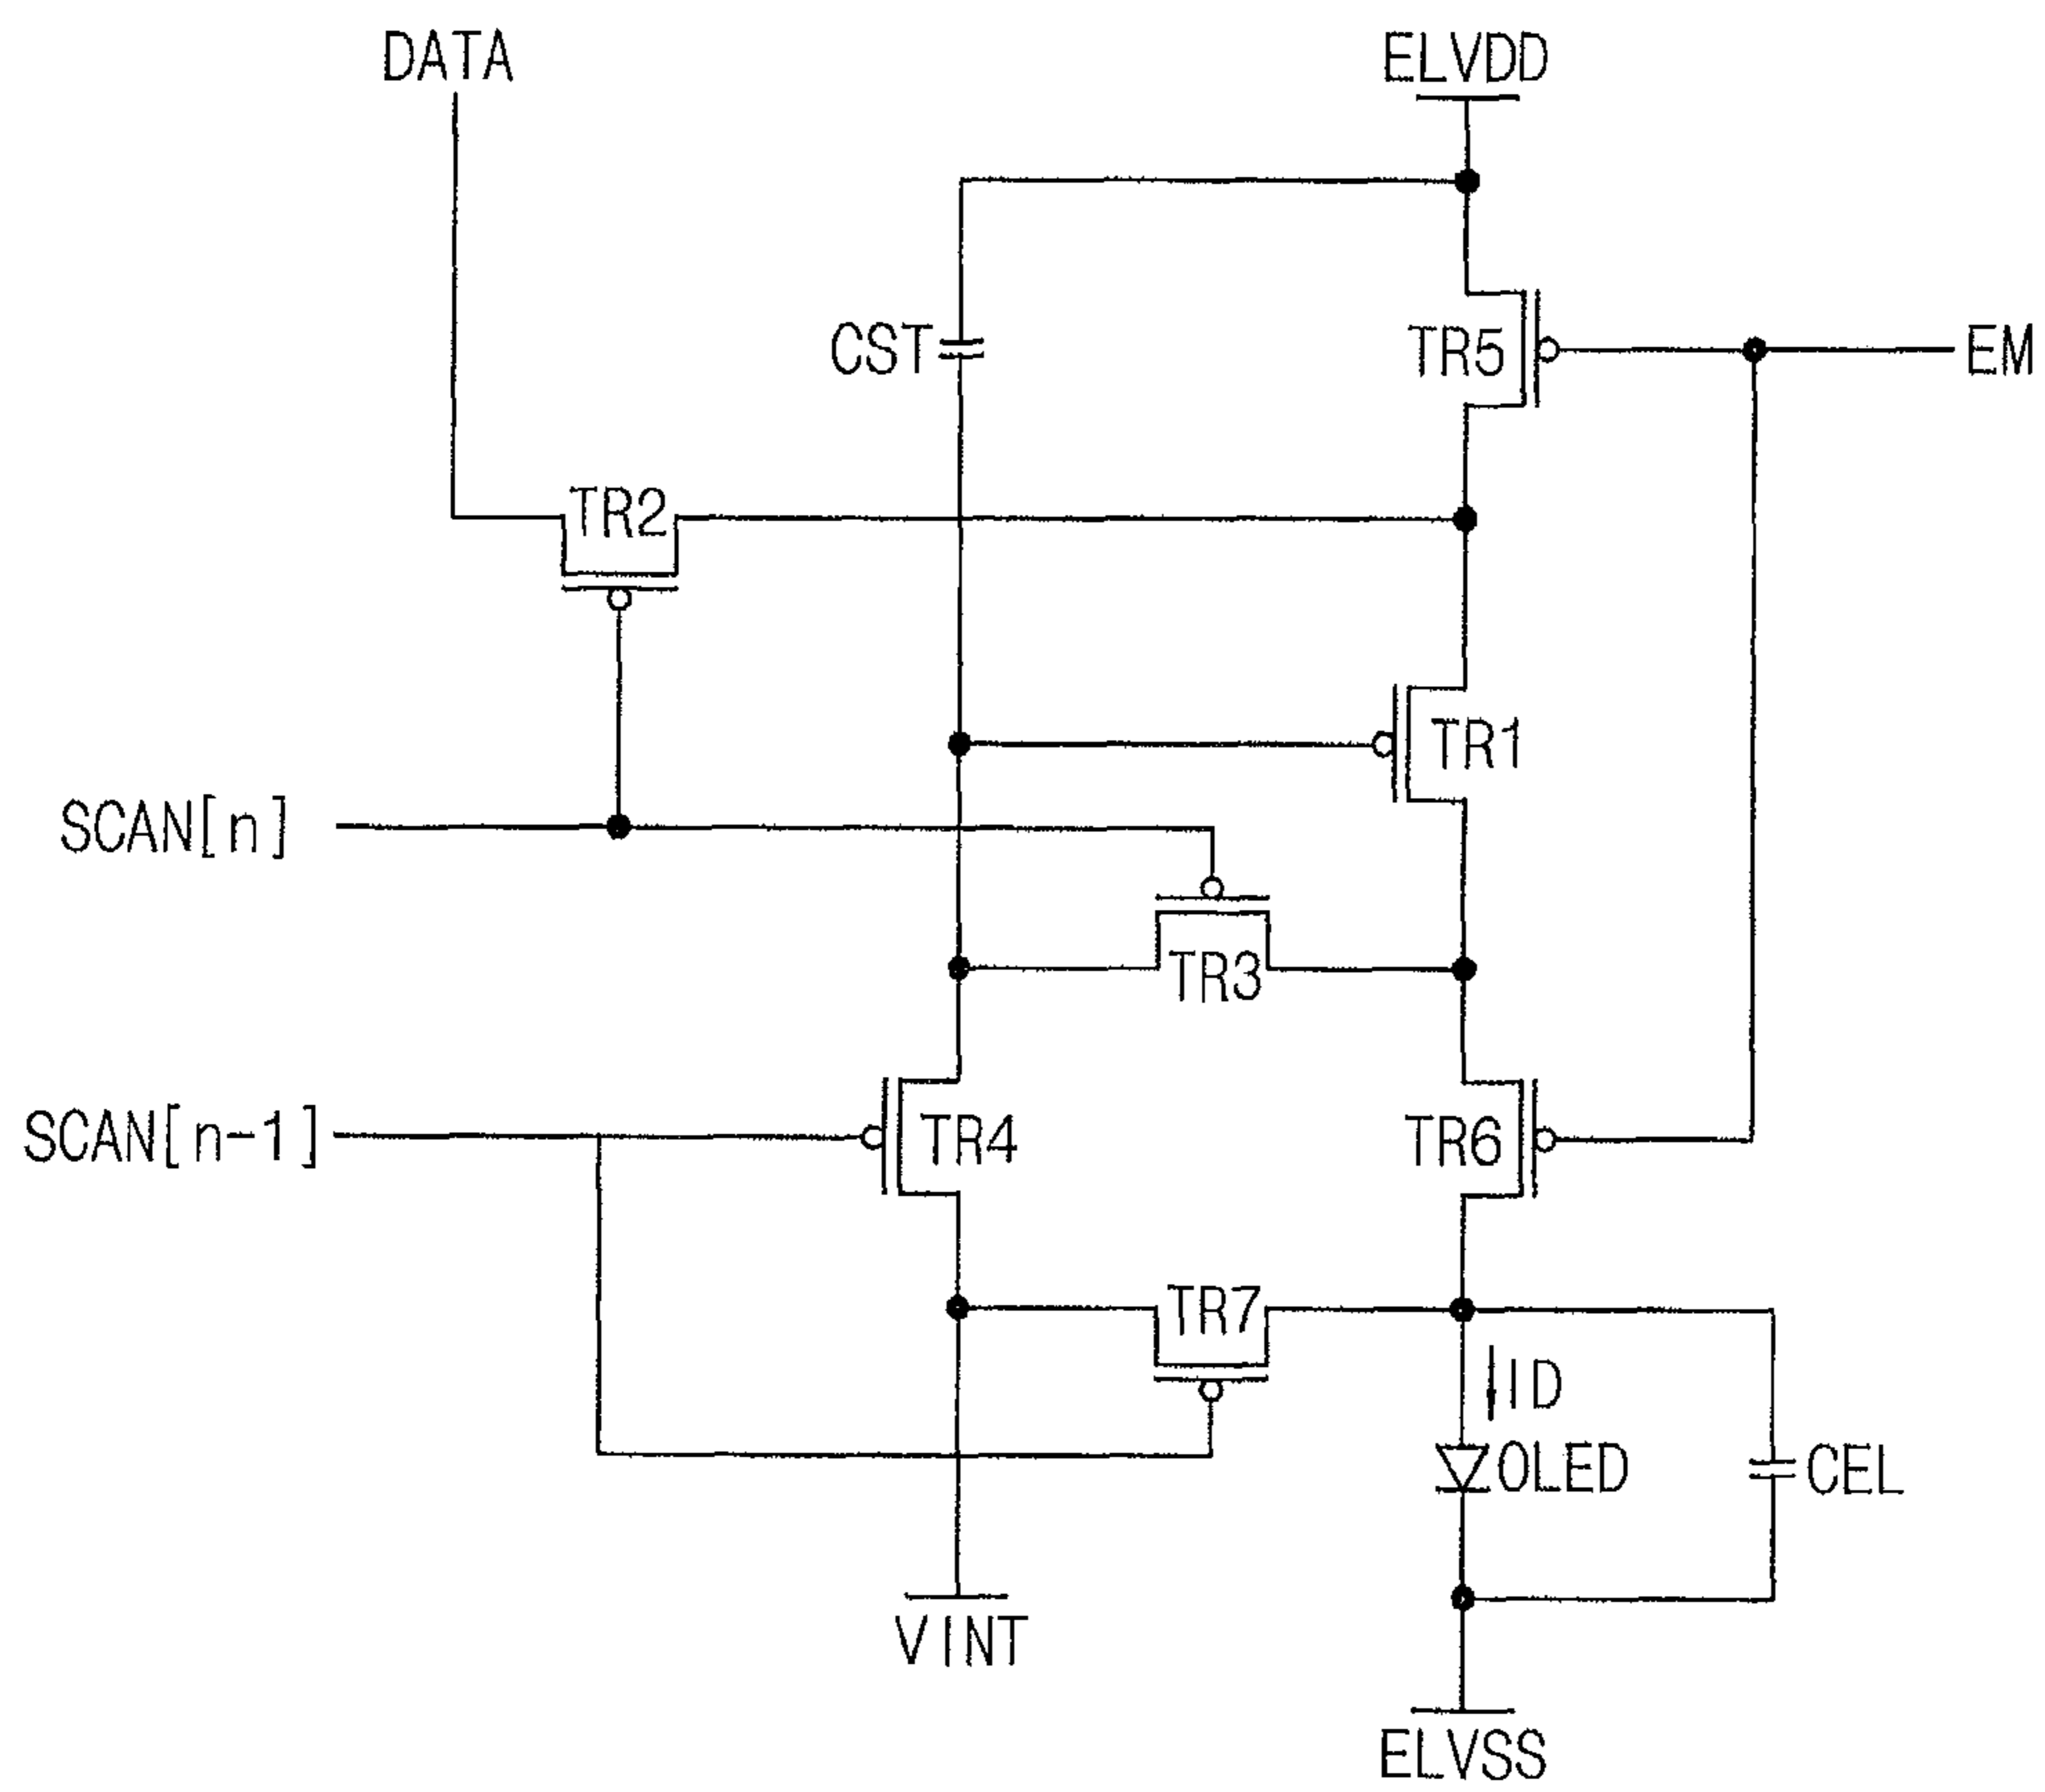 DATA
ELVDD
CST
TR5
EM
TR2
TR1
SCAN[n]
TR3
SCAN[n-1]
TR4
TR6
TR7
ID
OLED
CEL
VINT
ELVSS